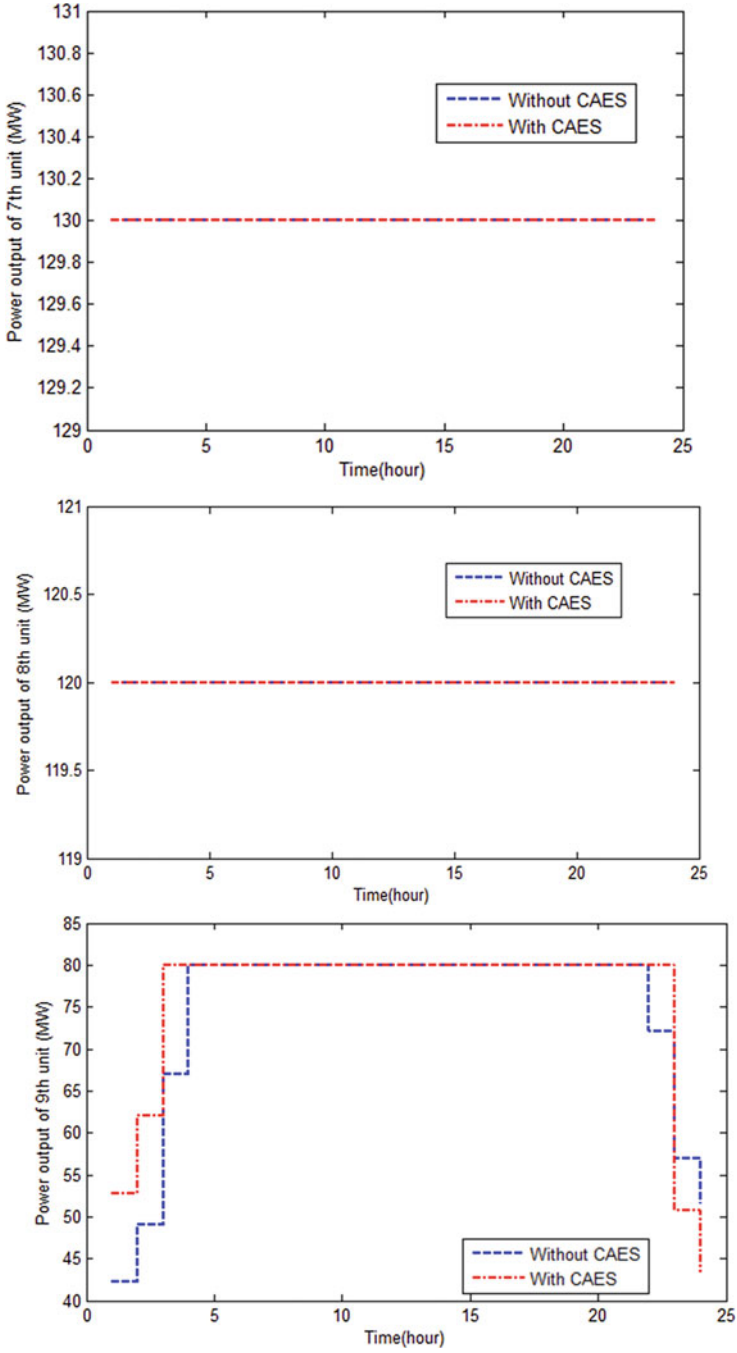 131
130.8
130.6
130.4
130.2
130
129.8
129.6
129.4
129.2
129
Power output of 7th unit (MW)
Without CAES
With CAES
0 5 10 15 20 25
Time(hour)
121
120.5
120
119.5
119
Power output of 8th unit (MW)
Without CAES
With CAES
0 5 10 15 20 25
Time(hour)
85
80
75
70
65
60
55
50
45
40
Power output of 9th unit (MW)
Without CAES
With CAES
0 5 10 15 20 25
Time(hour)